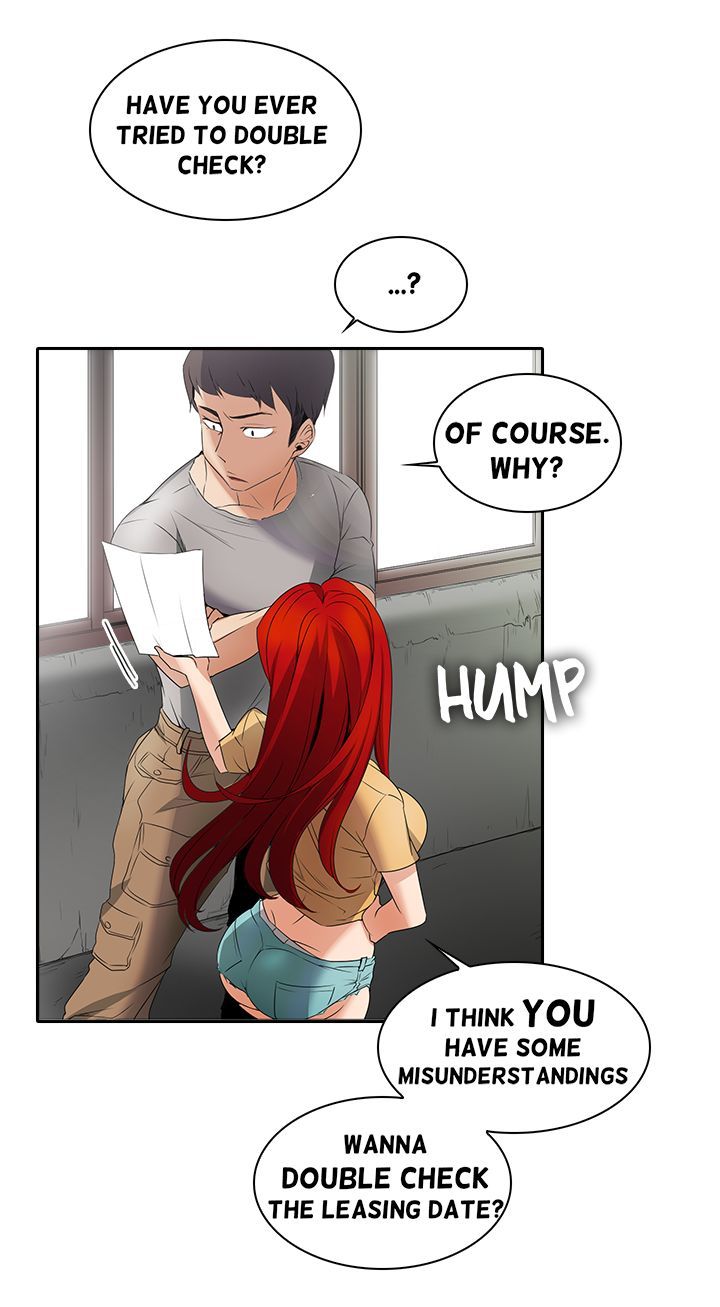 HAVE YOU EVER
TRIED TO DOUBLE
CHECK?
...?
OF COURSE.
WHY?
HUMP
I THINK YOU
HAVE SOME
MISUNDERSTANDINGS
WANNA
DOUBLE CHECK
THE LEASING DATE?